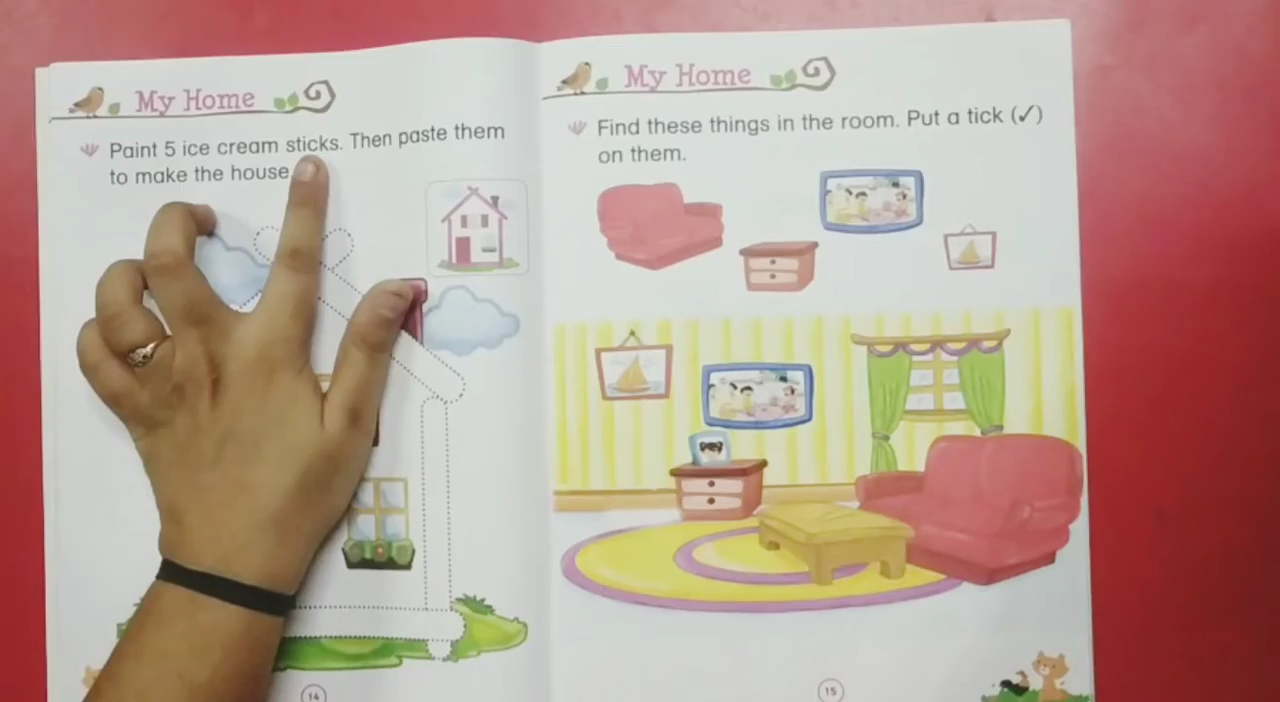 My Home
Paint 5 ice cream sticks. Then paste them
to make the house.
14
My Home
Find these things in the room. Put a tick (✓)
on them.
15